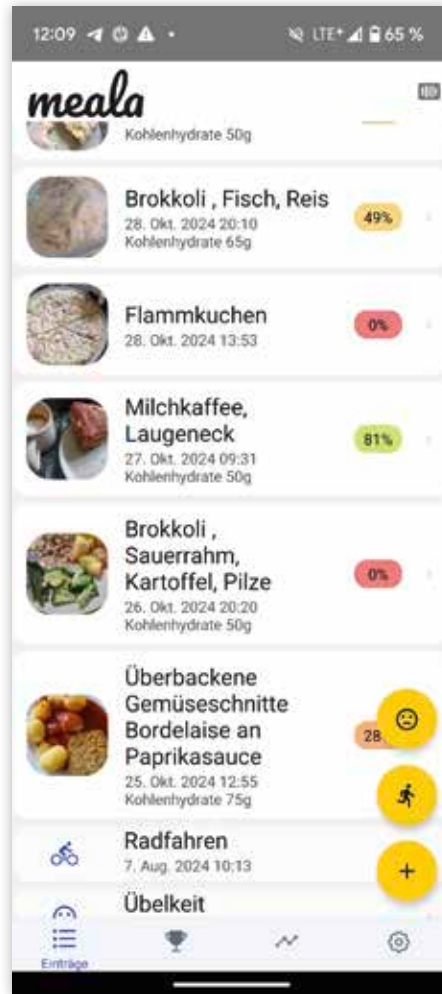 12:09
LTE+ 65 %
meala
Kohlenhydrate 50g
Brokkoli , Fisch, Reis
28. Okt. 2024 20:10
Kohlenhydrate 65g
49%
Flammkuchen
28. Okt. 2024 13:53
0%
Milchkaffee,
Laugeneck
27. Okt. 2024 09:31
Kohlenhydrate 50g
81%
Brokkoli ,
Sauerrahm,
Kartoffel, Pilze
26. Okt. 2024 20:20
Kohlenhydrate 50g
0%
Überbackene
Gemüseschnitte
Bordelaise an
Paprikasauce
25. Okt. 2024 12:55
Kohlenhydrate 75g
28
Radfahren
7. Aug. 2024 10:13
Übelkeit
Einträge